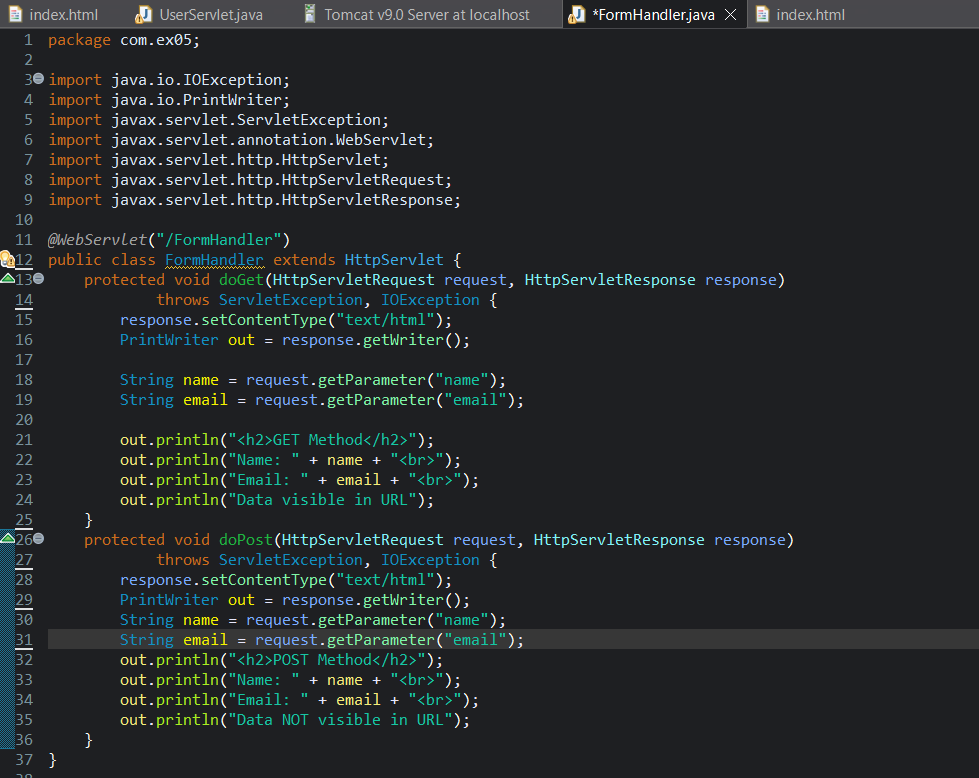 index.html UserServlet.java Tomcat v9.0 Server at localhost *FormHandler.java index.html
1 package com.ex05;
2
3 import java.io.IOException;
4 import java.io.PrintWriter;
5 import javax.servlet.ServletException;
6 import javax.servlet.annotation.WebServlet;
7 import javax.servlet.http.HttpServlet;
8 import javax.servlet.http.HttpServletRequest;
9 import javax.servlet.http.HttpServletResponse;
10
11 @WebServlet("/FormHandler")
12 public class FormHandler extends HttpServlet {
13     protected void doGet(HttpServletRequest request, HttpServletResponse response)
14             throws ServletException, IOException {
15         response.setContentType("text/html");
16         PrintWriter out = response.getWriter();
17
18         String name = request.getParameter("name");
19         String email = request.getParameter("email");
20
21         out.println("<h2>GET Method</h2>");
22         out.println("Name: " + name + "<br>");
23         out.println("Email: " + email + "<br>");
24         out.println("Data visible in URL");
25     }
26     protected void doPost(HttpServletRequest request, HttpServletResponse response)
27             throws ServletException, IOException {
28         response.setContentType("text/html");
29         PrintWriter out = response.getWriter();
30         String name = request.getParameter("name");
31         String email = request.getParameter("email");
32         out.println("<h2>POST Method</h2>");
33         out.println("Name: " + name + "<br>");
34         out.println("Email: " + email + "<br>");
35         out.println("Data NOT visible in URL");
36     }
37 }